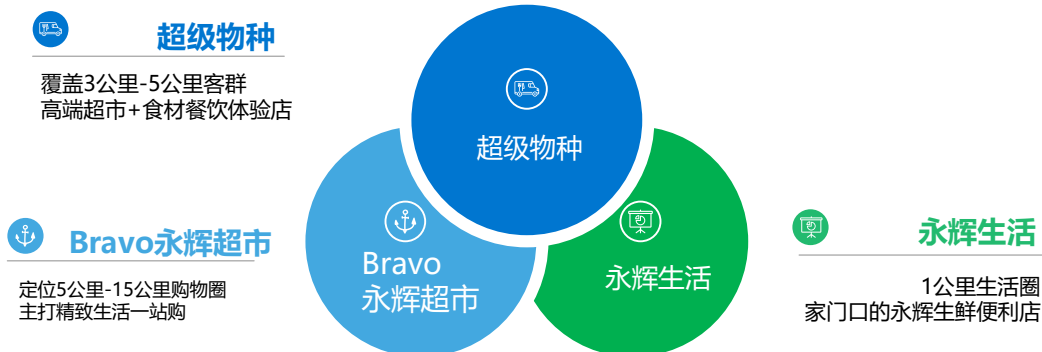 超级物种
覆盖3公里-5公里客群
高端超市+食材餐饮体验店
超级物种
Bravo永辉超市
定位5公里-15公里购物圈
主打精致生活一站购
Bravo
永辉超市
永辉生活
永辉生活
1公里生活圈
家门口的永辉生鲜便利店